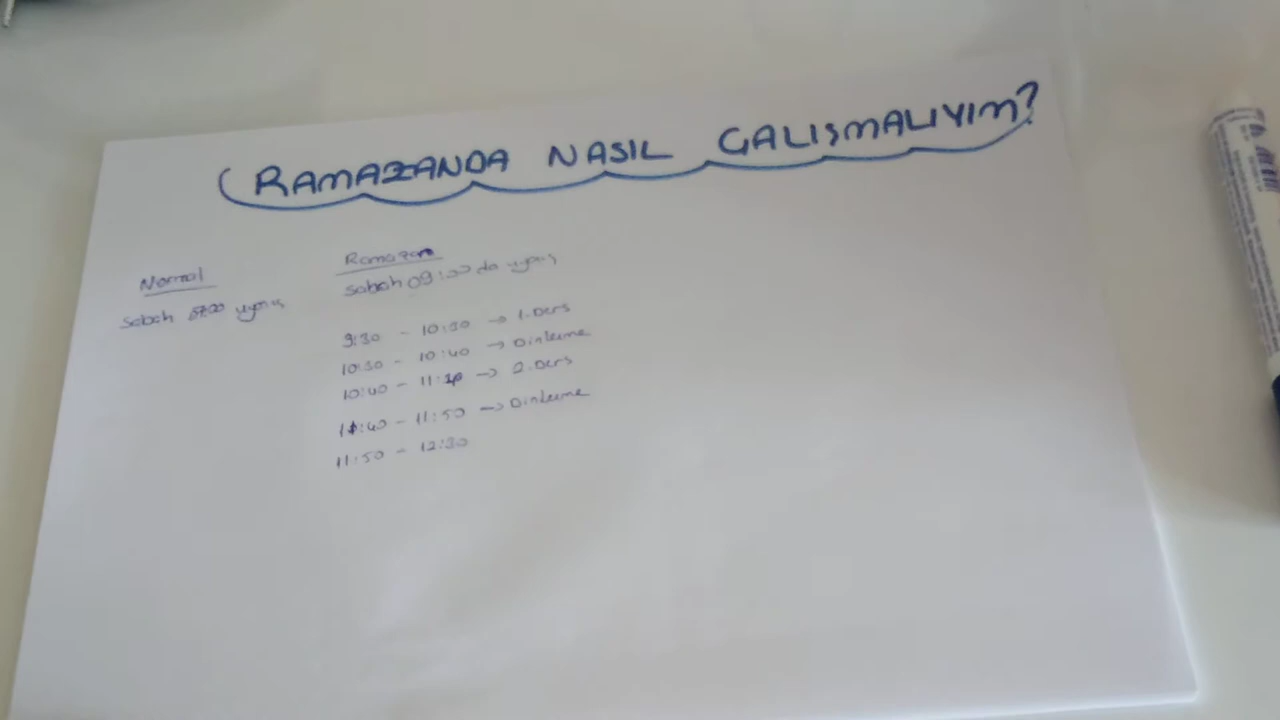 RAMAZANDA NASIL ÇALIŞMALIYIM?
Normal
Sabah 07:00 uyanış
Ramazan
Sabah 09:00 da uyanış
9:30 - 10:30 → 1.Ders
10:30 - 10:40 → Dinlenme
10:40 - 11:40 → 2.Ders
11:40 - 11:50 → Dinlenme
11:50 - 12:30